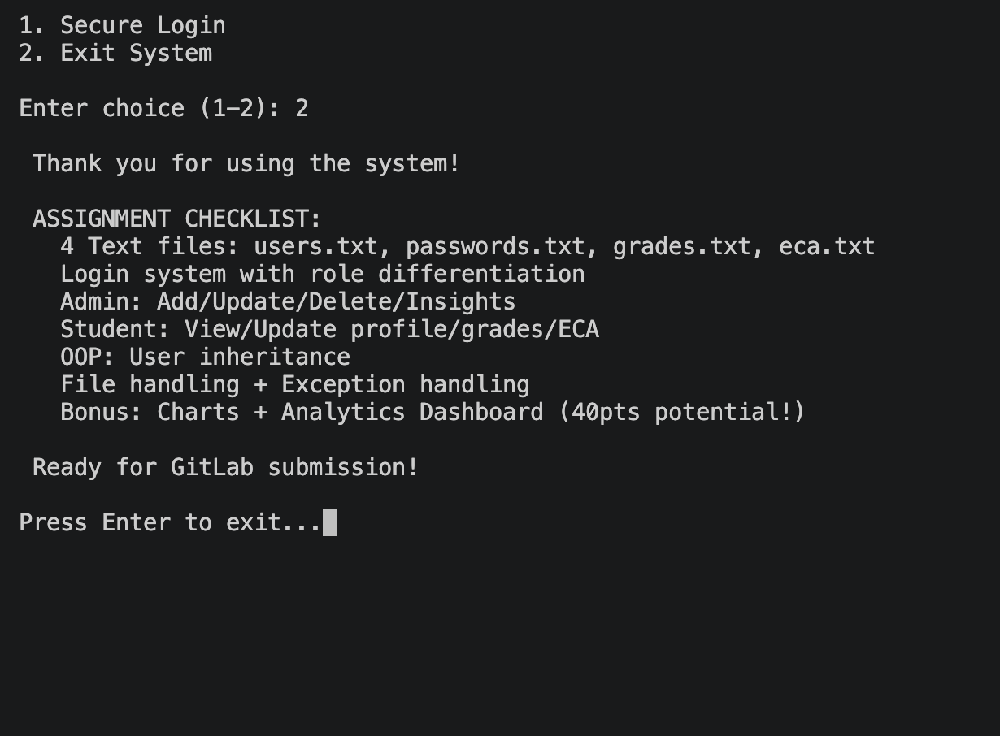 1. Secure Login
2. Exit System
Enter choice (1–2): 2
Thank you for using the system!
ASSIGNMENT CHECKLIST:
4 Text files: users.txt, passwords.txt, grades.txt, eca.txt
Login system with role differentiation
Admin: Add/Update/Delete/Insights
Student: View/Update profile/grades/ECA
OOP: User inheritance
File handling + Exception handling
Bonus: Charts + Analytics Dashboard (40pts potential!)
Ready for GitLab submission!
Press Enter to exit...